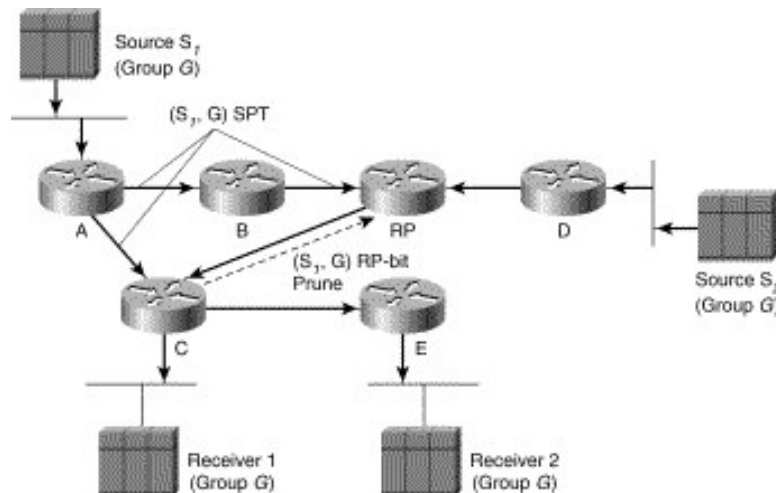 Source S1
(Group G)
(S1, G) SPT
A
B
RP
D
(S1, G) RP-bit
Prune
Source S
(Group G)
C
E
Receiver 1
(Group G)
Receiver 2
(Group G)